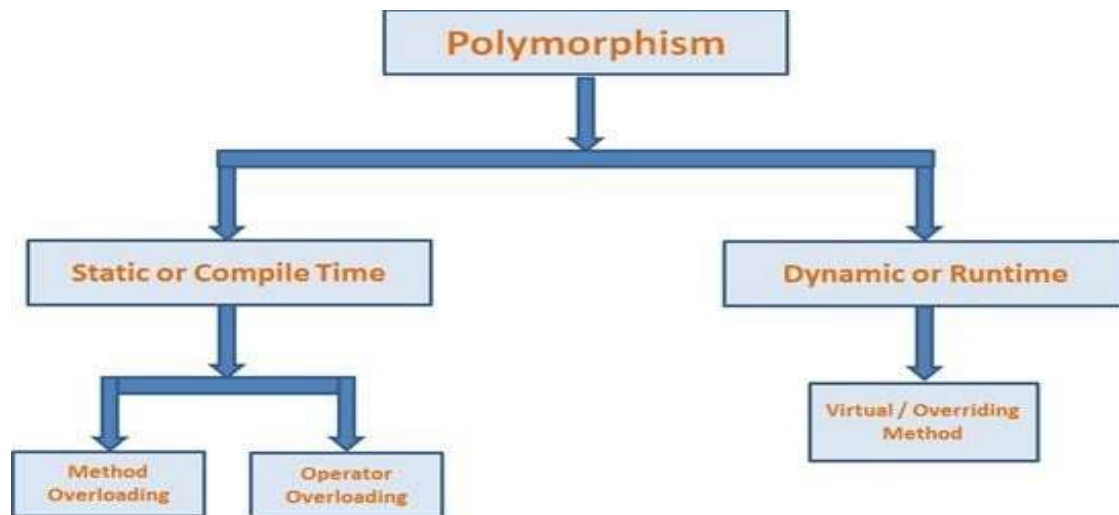 Polymorphism
Static or Compile Time
Dynamic or Runtime
Virtual / Overriding
Method
Method
Overloading
Operator
Overloading